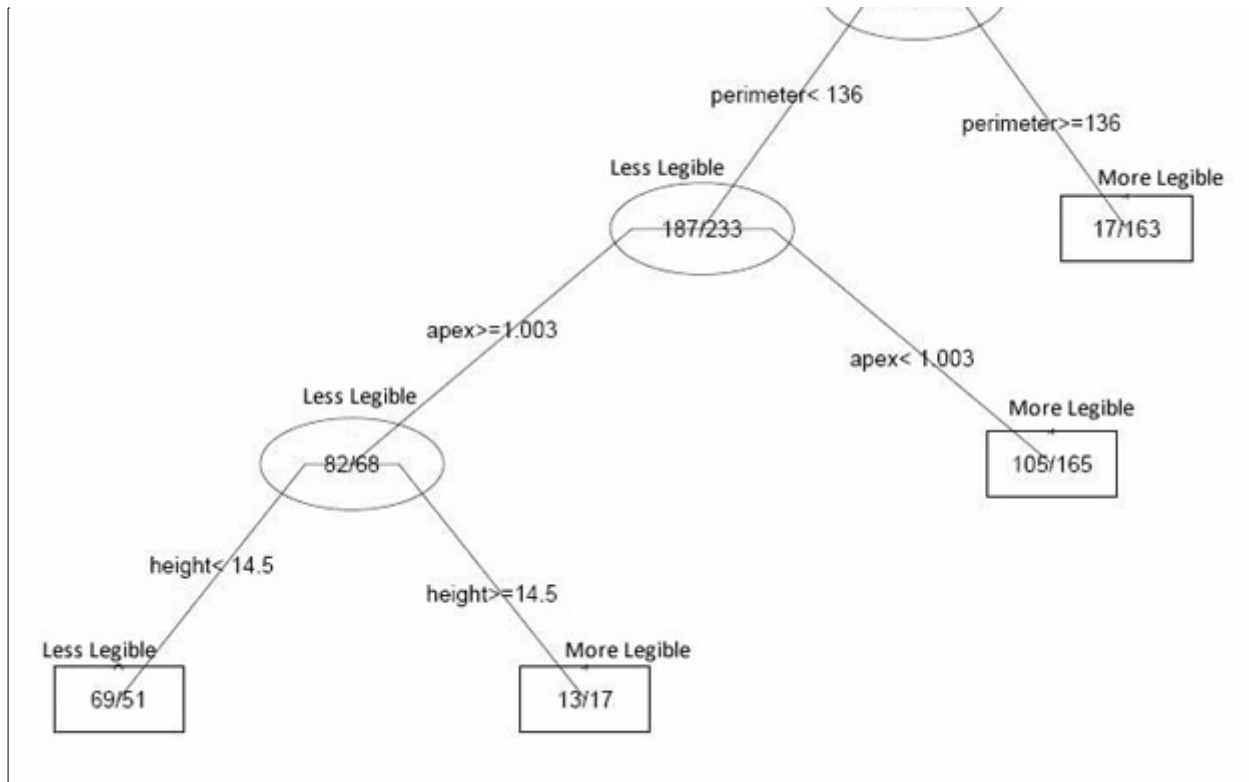 perimeter< 136
perimeter>=136
Less Legible
More Legible
187/233
17/163
apex>=1.003
apex< 1.003
Less Legible
More Legible
82/68
105/165
height< 14.5
height>=14.5
Less Legible
More Legible
69/51
13/17